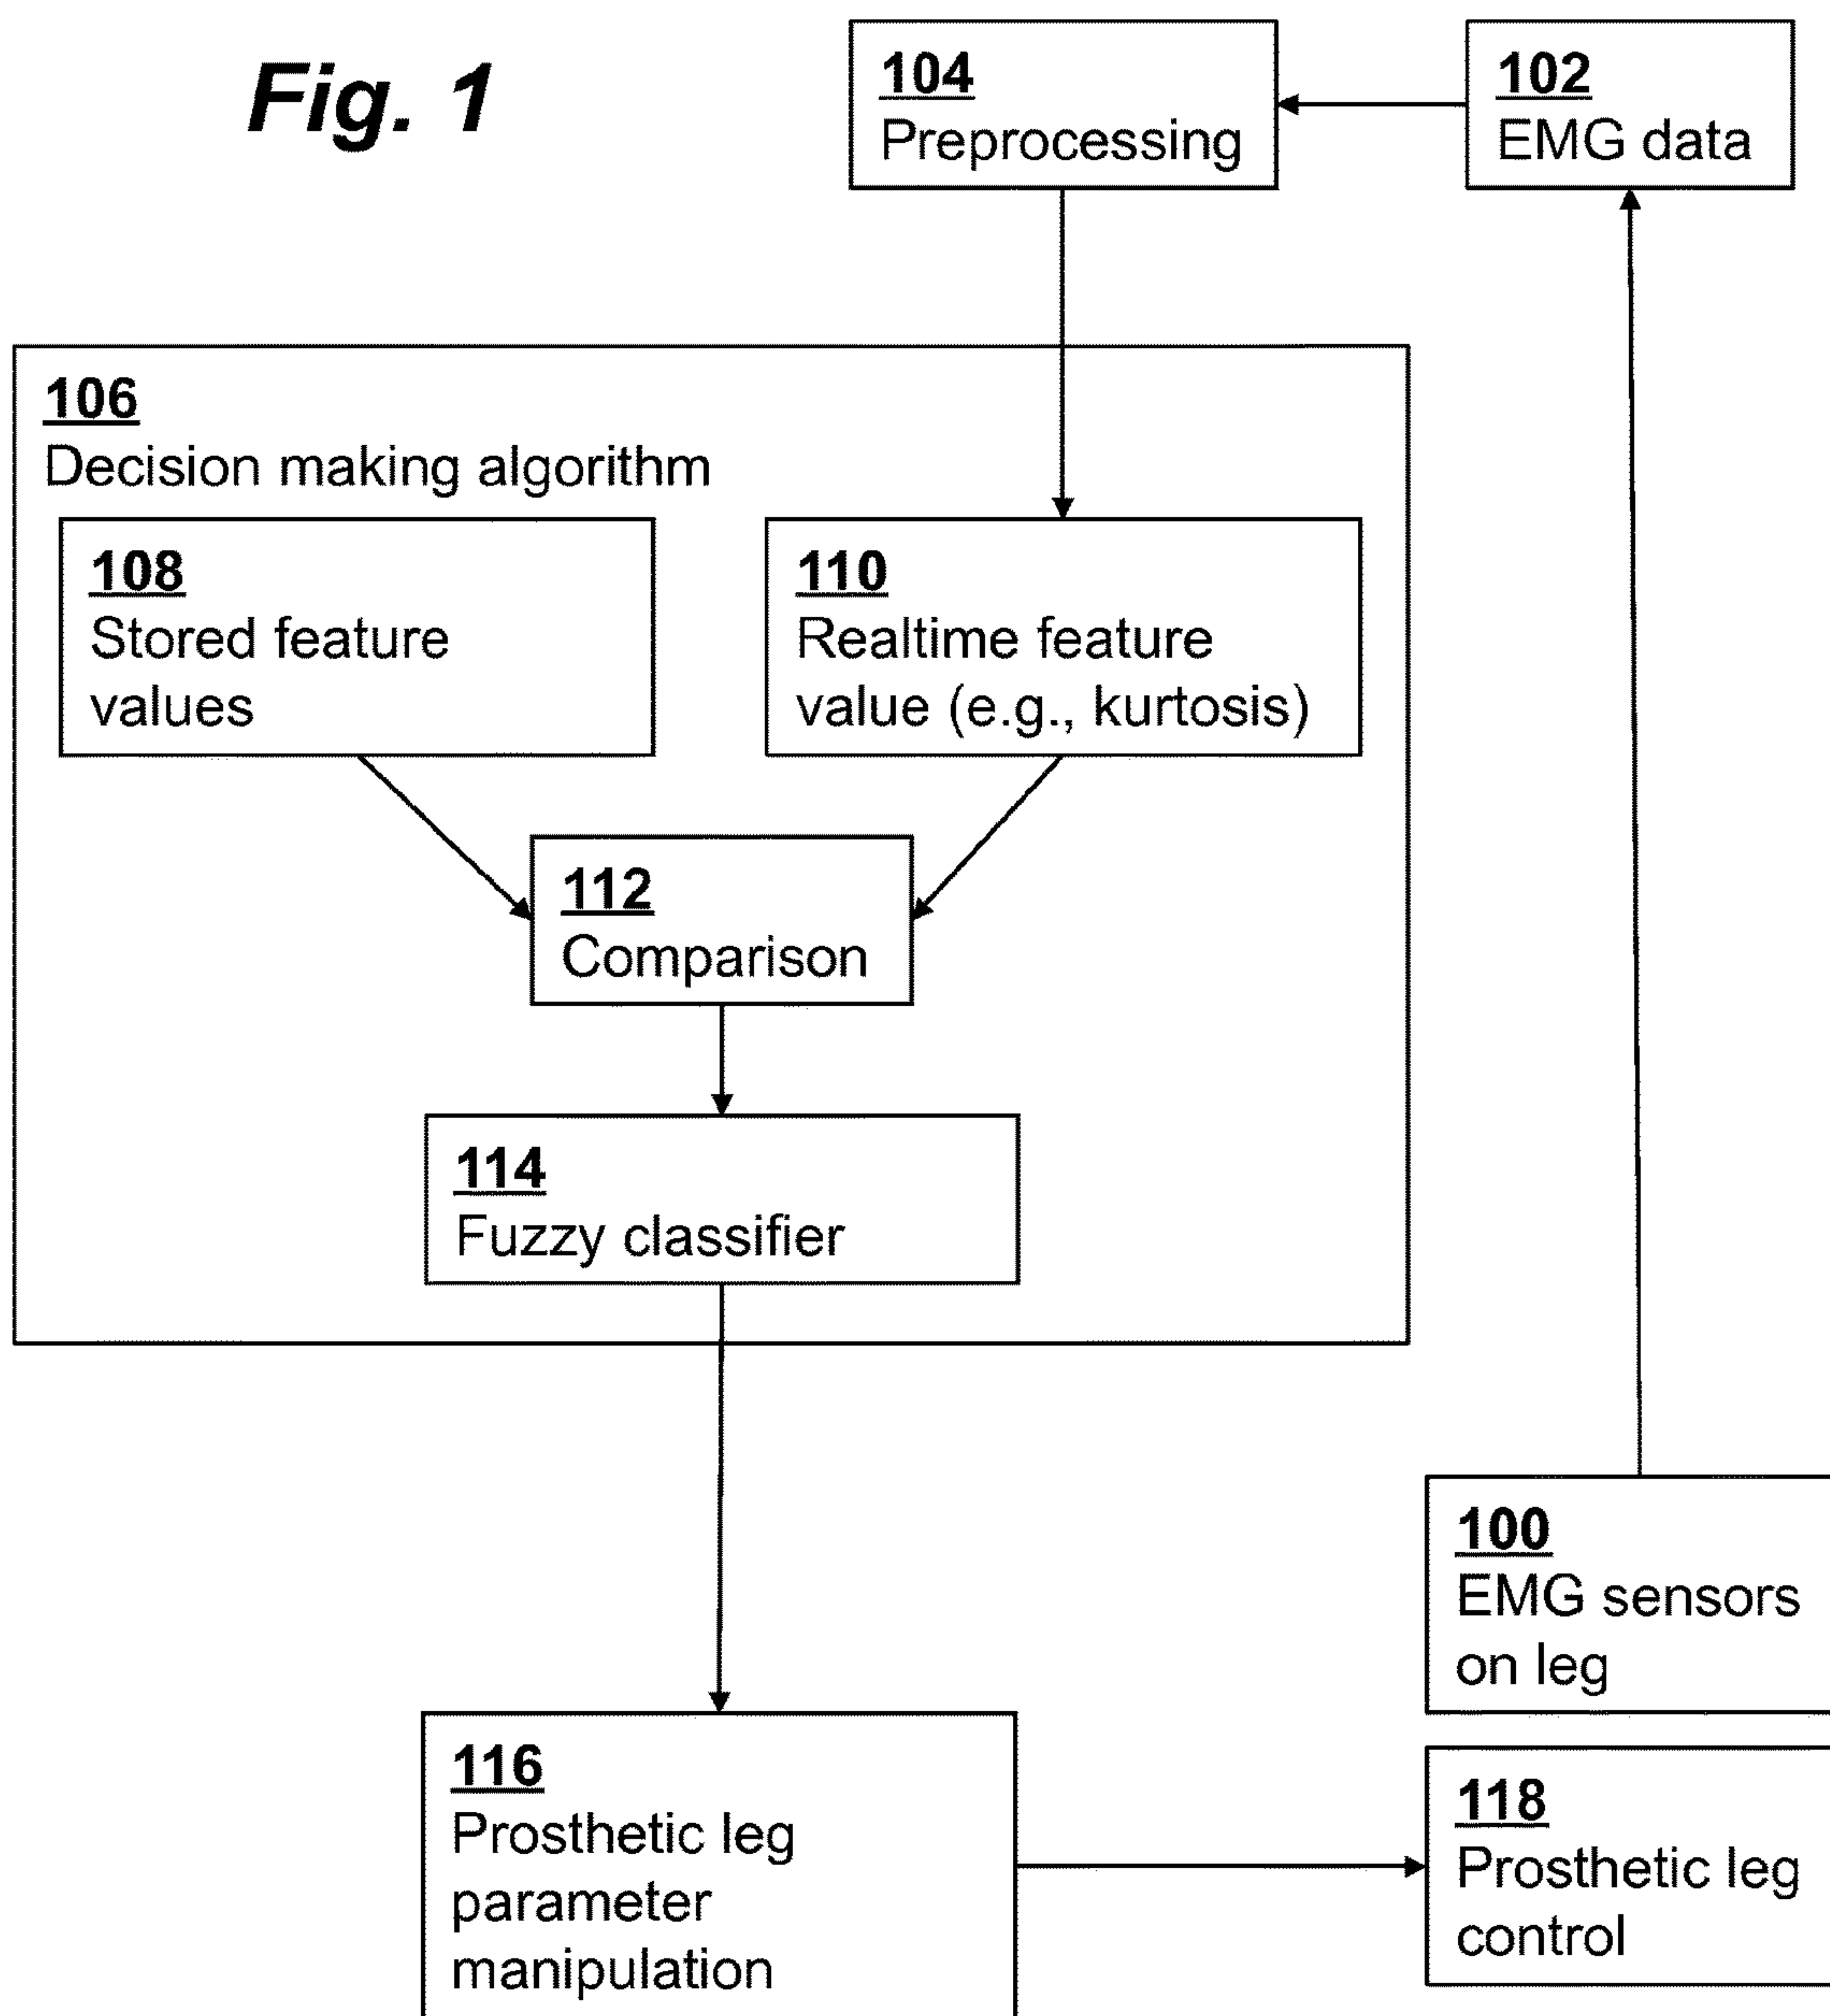 Fig. 1
104
Preprocessing
102
EMG data
106
Decision making algorithm
108
Stored feature
values
110
Realtime feature
value (e.g., kurtosis)
112
Comparison
114
Fuzzy classifier
100
EMG sensors
on leg
116
Prosthetic leg
parameter
manipulation
118
Prosthetic leg
control